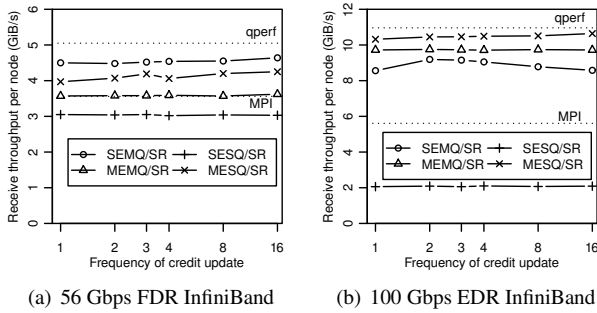 Receive throughput per node (GiB/s)
0
1
2
3
4
5
6
qperf
MPI
SEMQ/SR
MEMQ/SR
SESQ/SR
MESQ/SR
1
2
3
4
8
16
Frequency of credit update
(a) 56 Gbps FDR InfiniBand
Receive throughput per node (GiB/s)
0
2
4
6
8
10
12
qperf
MPI
SEMQ/SR
MEMQ/SR
SESQ/SR
MESQ/SR
1
2
3
4
8
16
Frequency of credit update
(b) 100 Gbps EDR InfiniBand